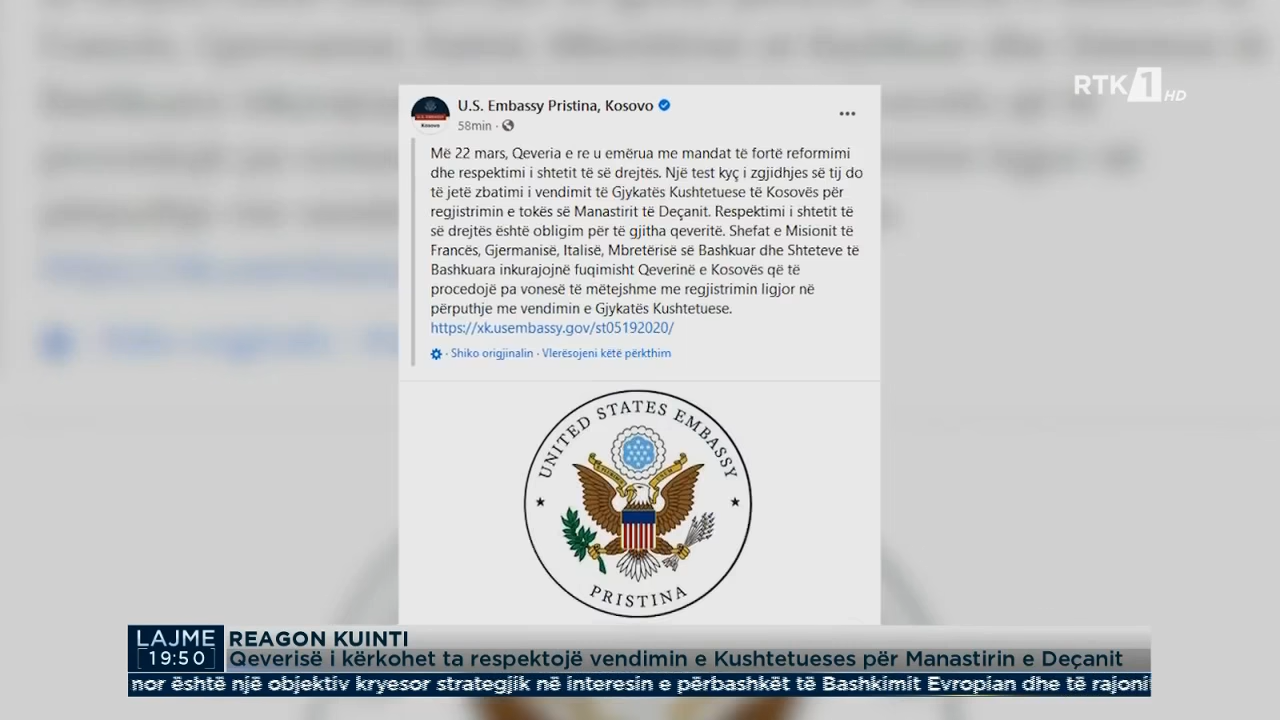 RTK 1 HD
U.S. Embassy Pristina, Kosovo
58min ·
Më 22 mars, Qeveria e re u emërua me mandat të fortë reformimi
dhe respektimi i shtetit të së drejtës. Një test kyç i zgjidhjes së tij do
të jetë zbatimi i vendimit të Gjykatës Kushtetuese të Kosovës për
regjistrimin e tokës së Manastirit të Deçanit. Respektimi i shtetit të
së drejtës është obligim për të gjitha qeveritë. Shefat e Misionit të
Francës, Gjermanisë, Italisë, Mbretërisë së Bashkuar dhe Shteteve të
Bashkuara inkurajojnë fuqimisht Qeverinë e Kosovës që të
procedojë pa vonesë të mëtejshme me regjistrimin ligjor në
përputhje me vendimin e Gjykatës Kushtetuese.
https://xk.usembassy.gov/st05192020/
· Shiko origjinalin · Vlerësojeni këtë përkthim
UNITED STATES EMBASSY
PRISTINA
LAJME
19:50
REAGON KUINTI
Qeverisë i kërkohet ta respektojë vendimin e Kushtetueses për Manastirin e Deçanit
nor është një objektiv kryesor strategjik në interesin e përbashkët të Bashkimit Evropian dhe të rajoni